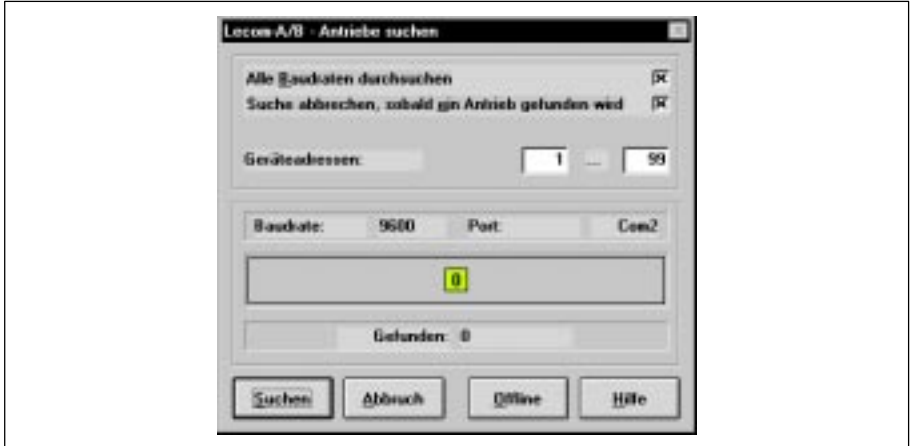 Lecom-A/B - Antriebe suchen
Alle Baudraten durchsuchen
Suche abbrechen, sobald ein Antrieb gefunden wird
Geräteadressen: 1 ... 99
Baudrate: 9600 Port: Com2
0
Gefunden: 0
Suchen Abbruch Offline Hilfe